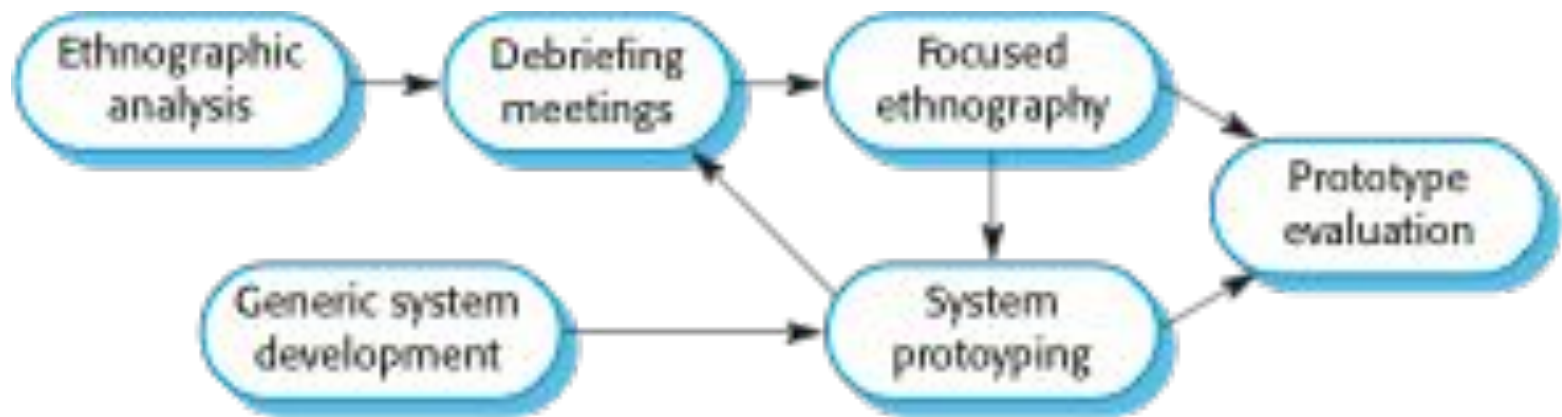 Ethnographic
analysis
Debriefing
meetings
Focused
ethnography
Prototype
evaluation
Generic system
development
System
protoyping